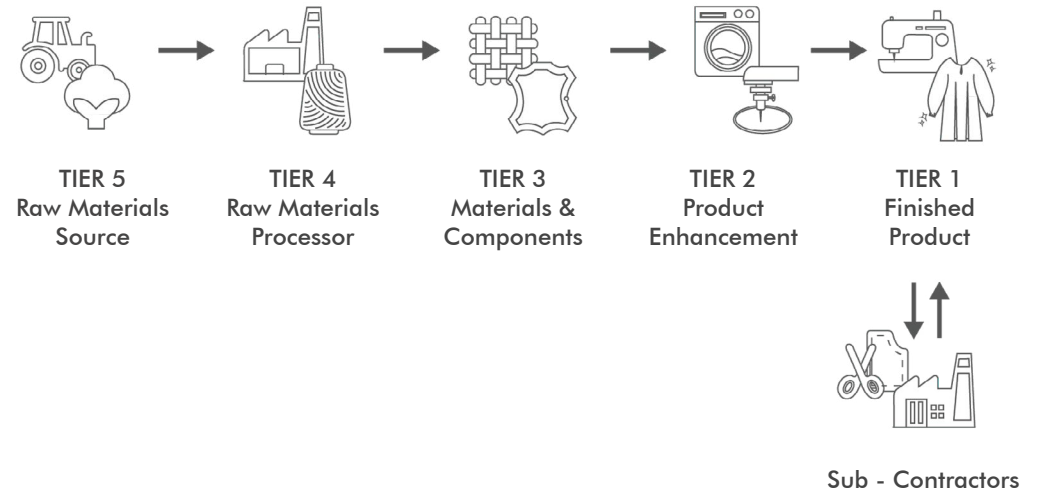 TIER 5
Raw Materials
Source
TIER 4
Raw Materials
Processor
TIER 3
Materials &
Components
TIER 2
Product
Enhancement
TIER 1
Finished
Product
Sub - Contractors